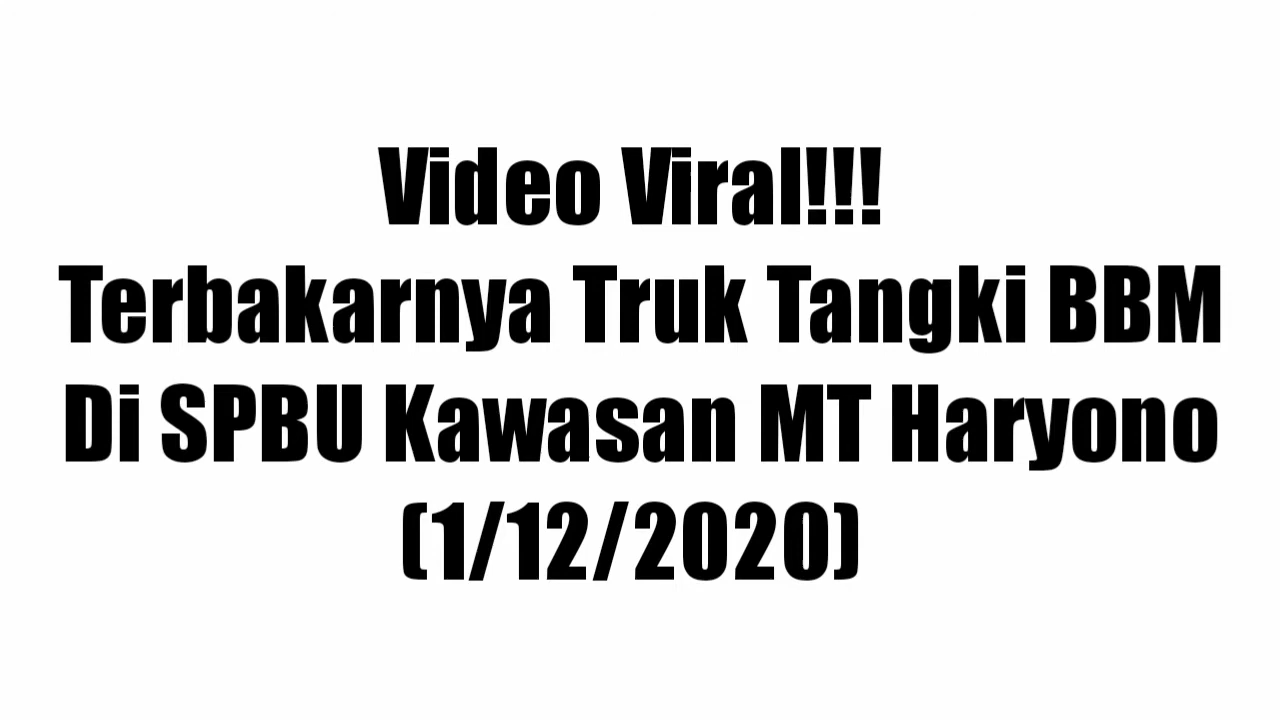 Video Viral!!!
Terbakarnya Truk Tangki BBM
Di SPBU Kawasan MT Haryono
(1/12/2020)